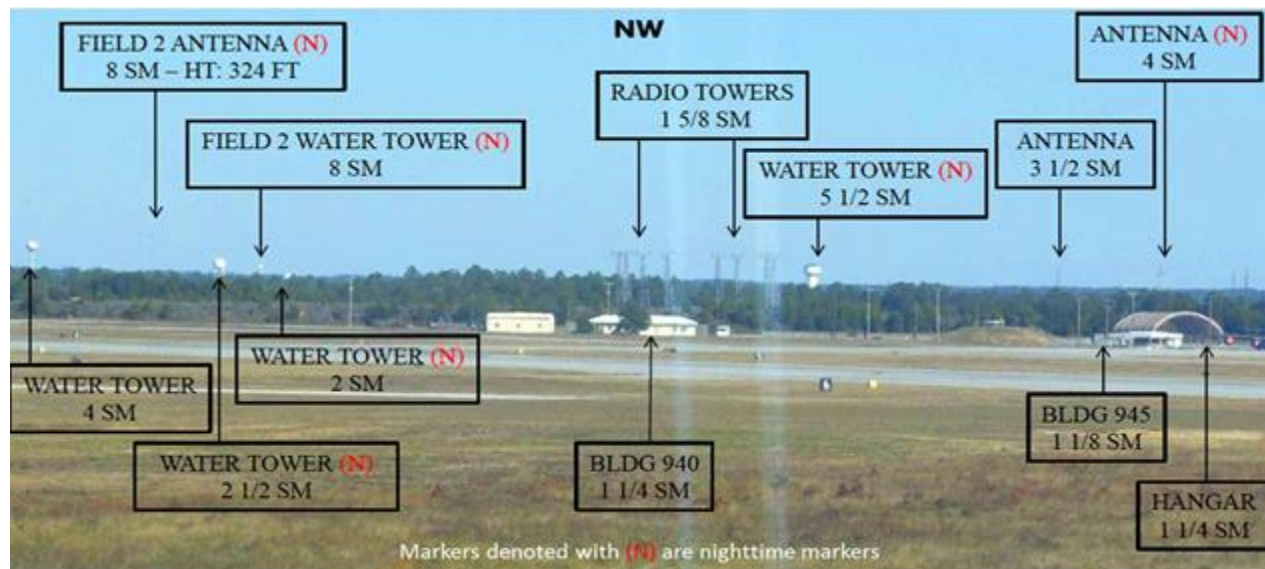 NW
FIELD 2 ANTENNA (N)
8 SM – HT: 324 FT
ANTENNA (N)
4 SM
RADIO TOWERS
1 5/8 SM
FIELD 2 WATER TOWER (N)
8 SM
WATER TOWER (N)
5 1/2 SM
ANTENNA
3 1/2 SM
WATER TOWER
4 SM
WATER TOWER (N)
2 SM
WATER TOWER (N)
2 1/2 SM
BLDG 940
1 1/4 SM
BLDG 945
1 1/8 SM
HANGAR
1 1/4 SM
Markers denoted with (N) are nighttime markers